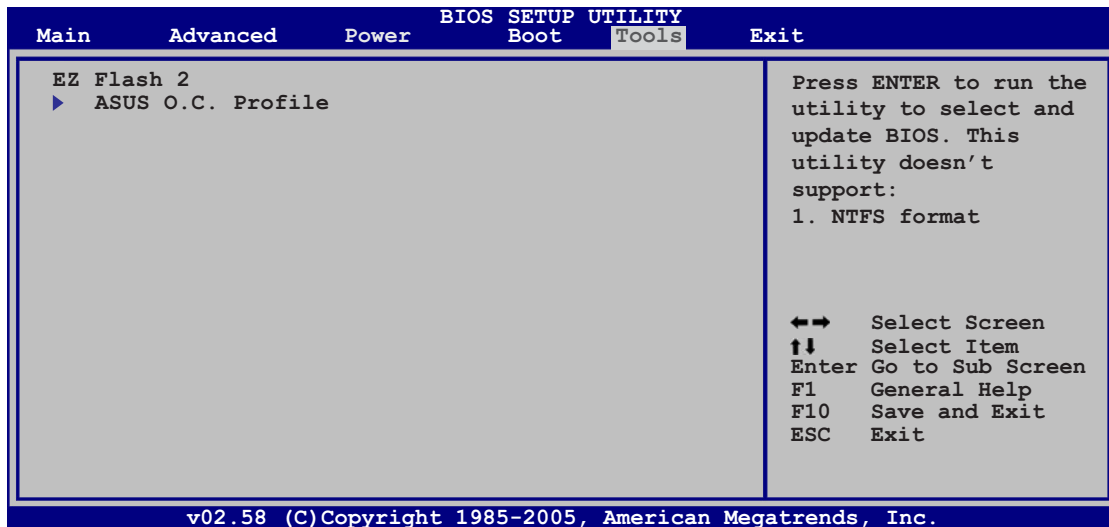 BIOS SETUP UTILITY
Main Advanced Power Boot Tools Exit
EZ Flash 2
ASUS O.C. Profile
Press ENTER to run the
utility to select and
update BIOS. This
utility doesn’t
support:
1. NTFS format
←→ Select Screen
↑↓ Select Item
Enter Go to Sub Screen
F1 General Help
F10 Save and Exit
ESC Exit
v02.58 (C)Copyright 1985-2005, American Megatrends, Inc.